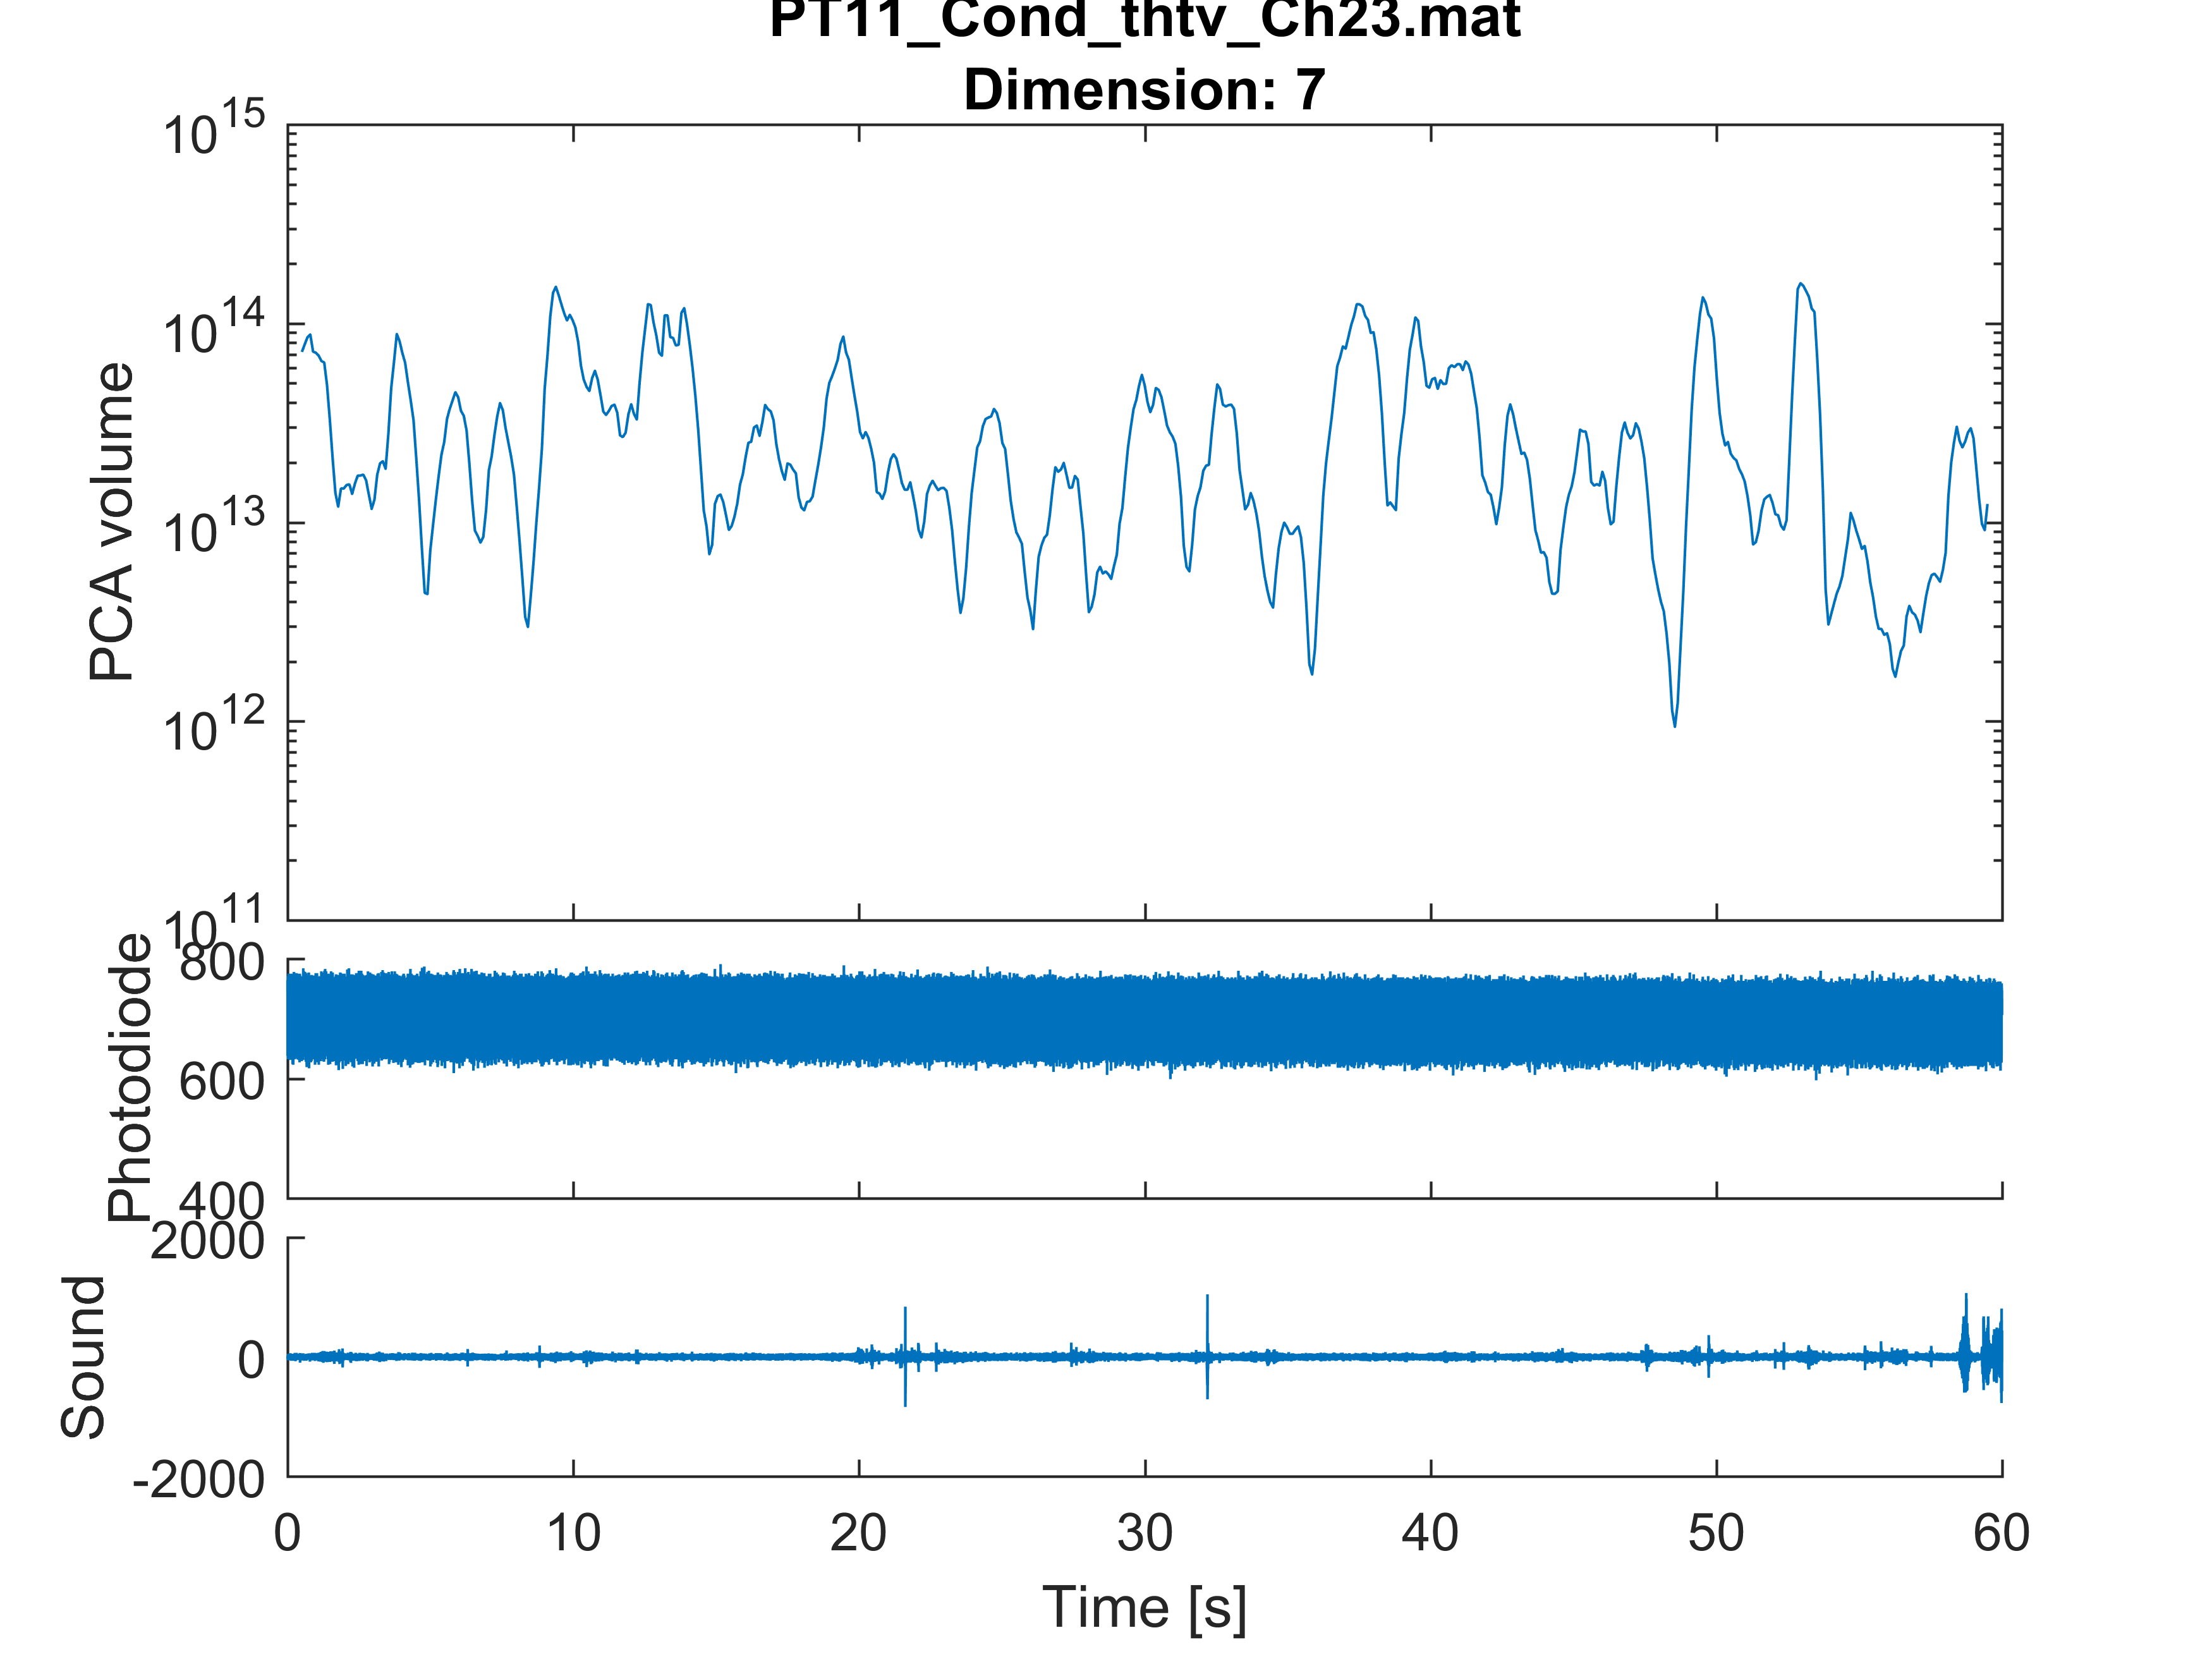 PT11_Cond_thtv_Ch23.mat
Dimension: 7
10^15
10^14
10^13
10^12
10^11
PCA volume
800
600
400
Photodiode
2000
0
-2000
Sound
0 10 20 30 40 50 60
Time [s]